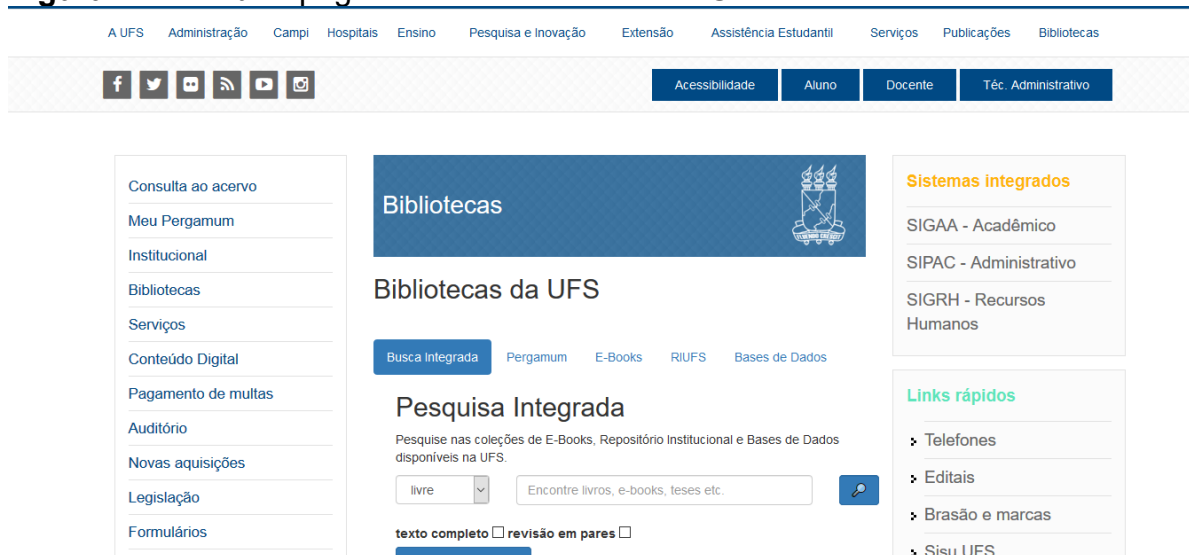 A UFS Administração Campi Hospitais Ensino Pesquisa e Inovação Extensão Assistência Estudantil Serviços Publicações Bibliotecas
Acessibilidade Aluno Docente Téc. Administrativo
Consulta ao acervo
Meu Pergamum
Institucional
Bibliotecas
Serviços
Conteúdo Digital
Pagamento de multas
Auditório
Novas aquisições
Legislação
Formulários
Bibliotecas
Bibliotecas da UFS
Busca Integrada Pergamum E-Books RIUFS Bases de Dados
Pesquisa Integrada
Pesquise nas coleções de E-Books, Repositório Institucional e Bases de Dados
disponíveis na UFS.
livre Encontre livros, e-books, teses etc.
texto completo revisão em pares
Sistemas integrados
SIGAA - Acadêmico
SIPAC - Administrativo
SIGRH - Recursos
Humanos
Links rápidos
Telefones
Editais
Brasão e marcas
Sisu UFS